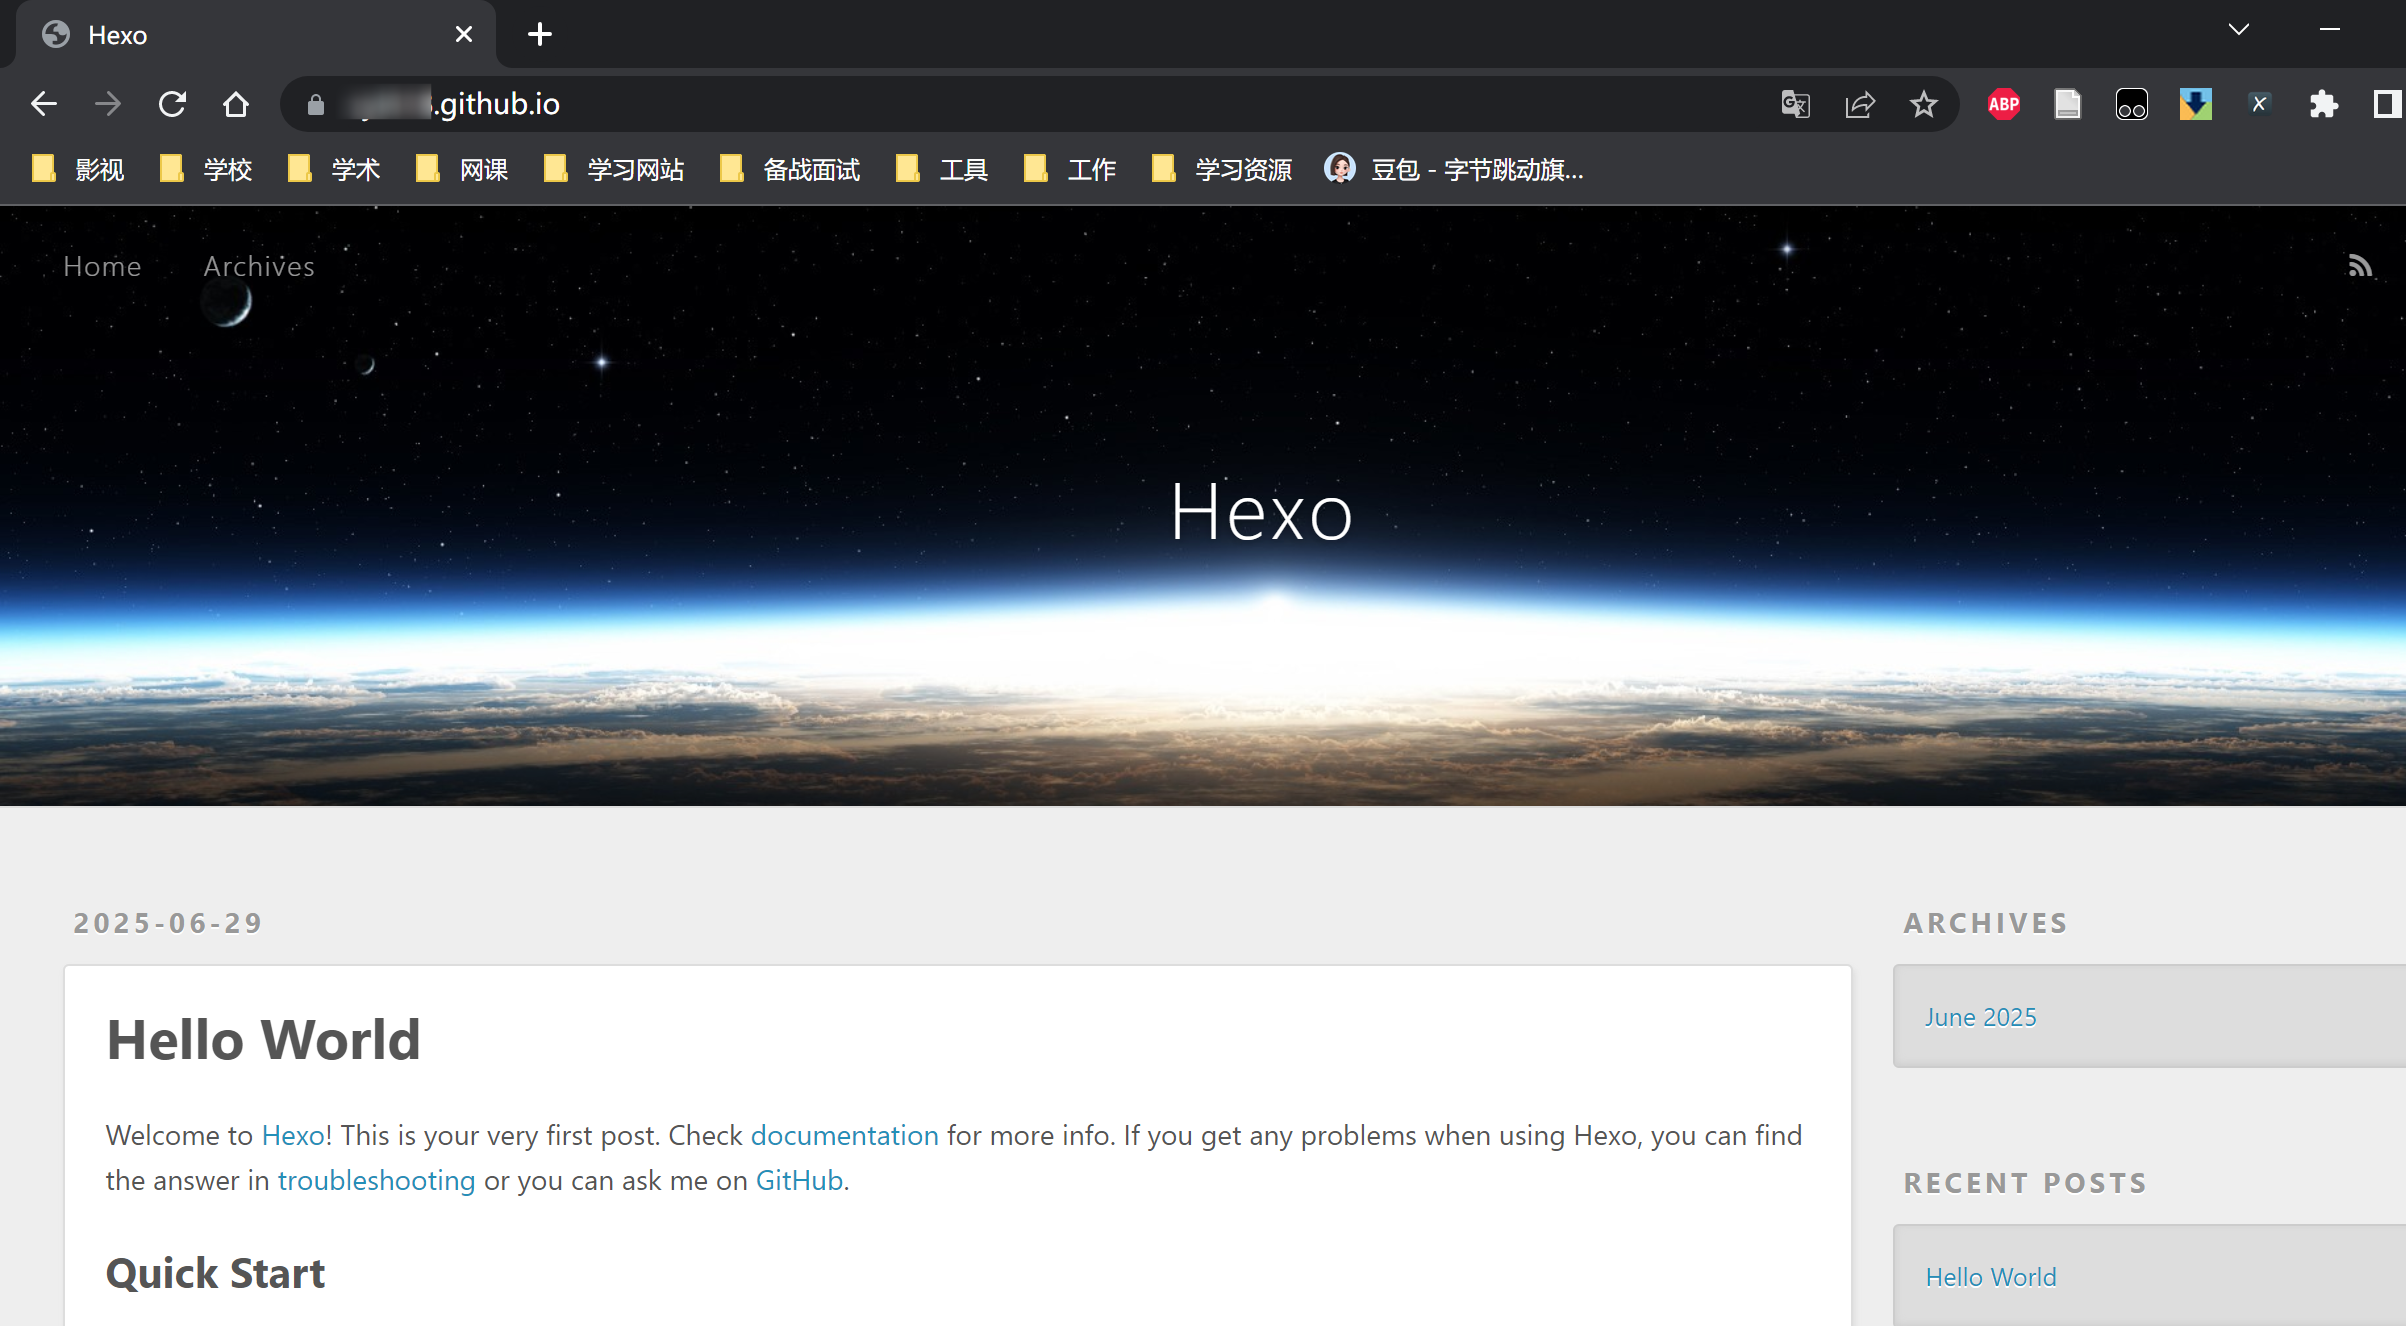 Hexo
.github.io
影视 学校 学术 网课 学习网站 备战面试 工具 工作 学习资源 豆包 - 字节跳动旗...
ABP
Home Archives
Hexo
2025-06-29
Hello World
Welcome to Hexo! This is your very first post. Check documentation for more info. If you get any problems when using Hexo, you can find
the answer in troubleshooting or you can ask me on GitHub.
Quick Start
ARCHIVES
June 2025
RECENT POSTS
Hello World